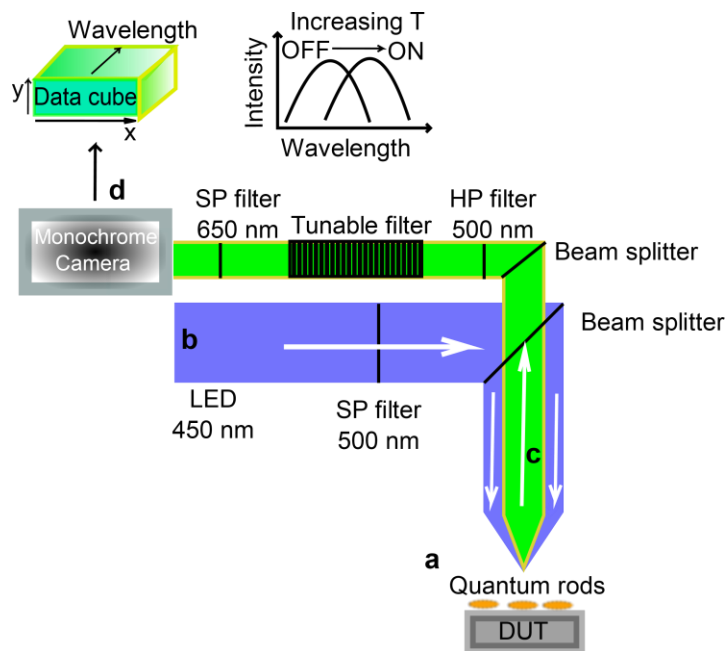 Wavelength
y
Data cube
x
Increasing T
OFF
ON
Intensity
Wavelength
d
SP filter
650 nm
Tunable filter
HP filter
500 nm
Monochrome
Camera
Beam splitter
Beam splitter
b
LED
450 nm
SP filter
500 nm
c
a
Quantum rods
DUT